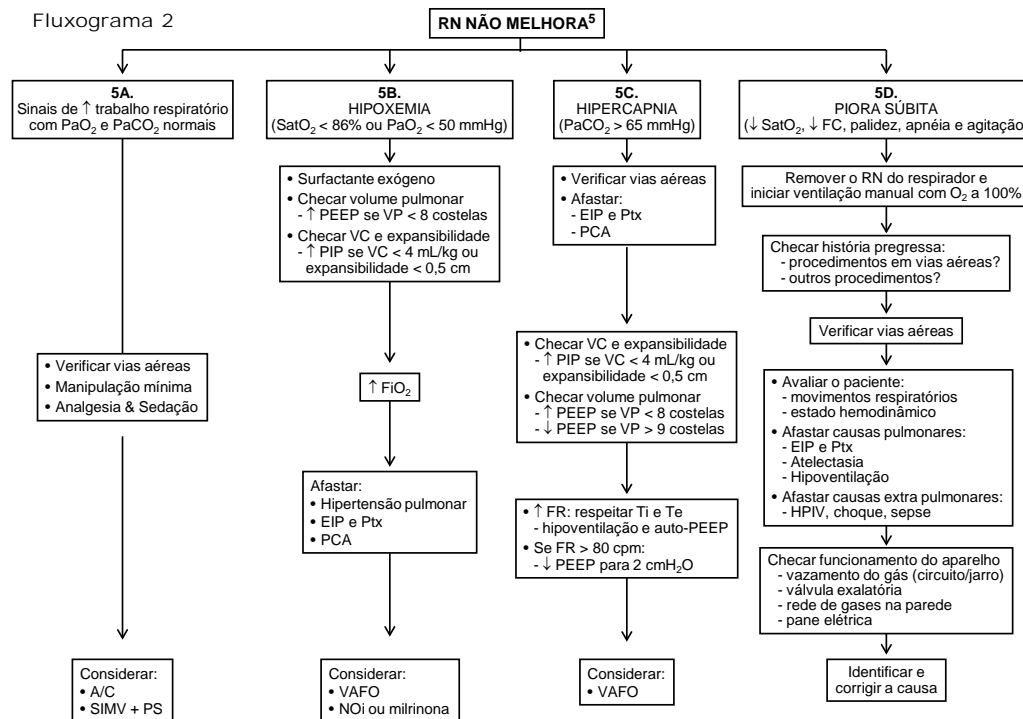 Fluxograma 2
RN NÃO MELHORA⁵
5A.
Sinais de ↑ trabalho respiratório
com PaO₂ e PaCO₂ normais
• Verificar vias aéreas
• Manipulação mínima
• Analgesia & Sedação
Considerar:
• A/C
• SIMV + PS
5B.
HIPOXEMIA
(SatO₂ < 86% ou PaO₂ < 50 mmHg)
• Surfactante exógeno
• Checar volume pulmonar
- ↑ PEEP se VP < 8 costelas
• Checar VC e expansibilidade
- ↑ PIP se VC < 4 mL/kg ou
expansibilidade < 0,5 cm
↑ FiO₂
Afastar:
• Hipertensão pulmonar
• EIP e Ptx
• PCA
Considerar:
• VAFO
• NOi ou milrinona
5C.
HIPERCAPNIA
(PaCO₂ > 65 mmHg)
• Verificar vias aéreas
• Afastar:
- EIP e Ptx
- PCA
• Checar VC e expansibilidade
- ↑ PIP se VC < 4 mL/kg ou
expansibilidade < 0,5 cm
• Checar volume pulmonar
- ↑ PEEP se VP < 8 costelas
- ↓ PEEP se VP > 9 costelas
• ↑ FR: respeitar Ti e Te
- hipoventilação e auto-PEEP
• Se FR > 80 cpm:
- ↓ PEEP para 2 cmH₂O
Considerar:
• VAFO
5D.
PIORA SÚBITA
(↓ SatO₂, ↓ FC, palidez, apnéia e agitação
Remover o RN do respirador e
iniciar ventilação manual com O₂ a 100%
Checar história pregressa:
- procedimentos em vias aéreas?
- outros procedimentos?
Verificar vias aéreas
• Avaliar o paciente:
- movimentos respiratórios
- estado hemodinâmico
• Afastar causas pulmonares:
- EIP e Ptx
- Atelectasia
- Hipoventilação
• Afastar causas extra pulmonares:
- HPIV, choque, sepse
Checar funcionamento do aparelho
- vazamento do gás (circuito/jarro)
- válvula exalatória
- rede de gases na parede
- pane elétrica
Identificar e
corrigir a causa